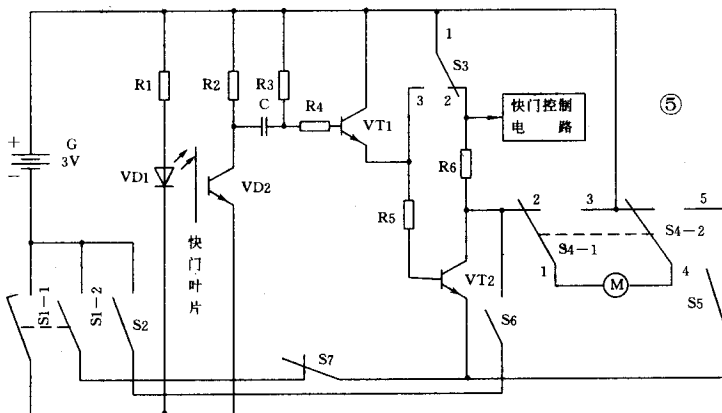 1
S3
R1
R2
R3
C
R4
VT1
3
2
快门控制
电路
⑤
+
G
3V
−
VD1
VD2
R6
R5
快门叶片
2
3
5
S4-2
S4-1
1
M
4
VT2
S1-1
S1-2
S2
S6
S5
S7